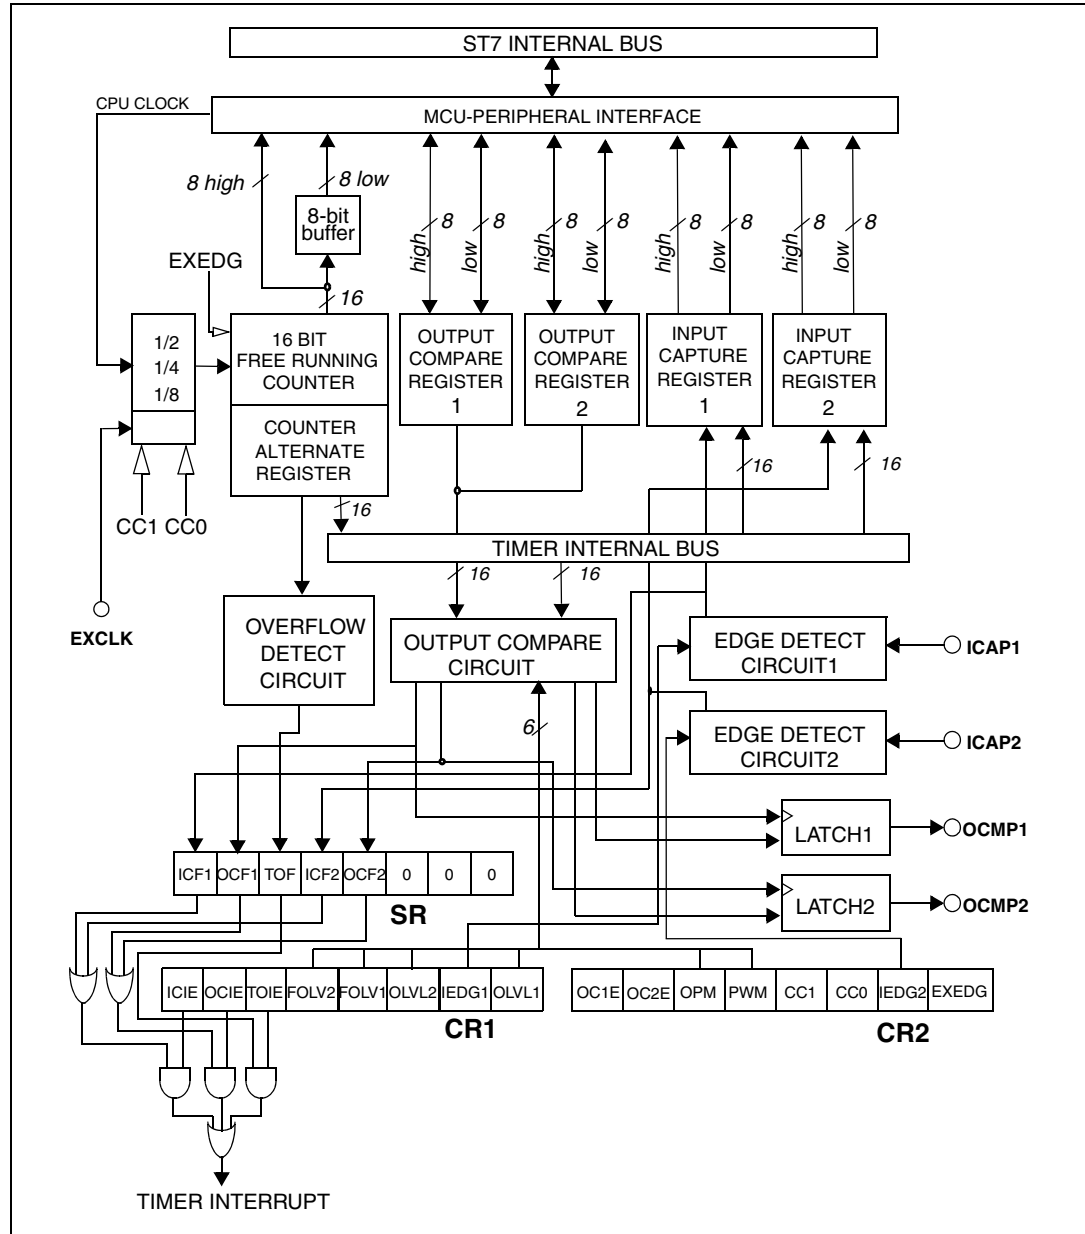 ST7 INTERNAL BUS
CPU CLOCK
MCU-PERIPHERAL INTERFACE
8 high
8 low
8-bit
buffer
high
8
low
8
high
8
low
8
high
8
low
8
high
8
low
8
EXEDG
16
1/2
1/4
1/8
16 BIT
FREE RUNNING
COUNTER
OUTPUT
COMPARE
REGISTER
1
OUTPUT
COMPARE
REGISTER
2
INPUT
CAPTURE
REGISTER
1
INPUT
CAPTURE
REGISTER
2
COUNTER
ALTERNATE
REGISTER
16
16
16
CC1 CC0
TIMER INTERNAL BUS
16
16
EXCLK
OVERFLOW
DETECT
CIRCUIT
OUTPUT COMPARE
CIRCUIT
EDGE DETECT
CIRCUIT1
ICAP1
6
EDGE DETECT
CIRCUIT2
ICAP2
LATCH1
OCMP1
ICF1 OCF1 TOF ICF2 OCF2 0 0 0
SR
LATCH2
OCMP2
ICIE OCIE TOIE FOLV2 FOLV1 OLVL2 IEDG1 OLVL1
CR1
OC1E OC2E OPM PWM CC1 CC0 IEDG2 EXEDG
CR2
TIMER INTERRUPT